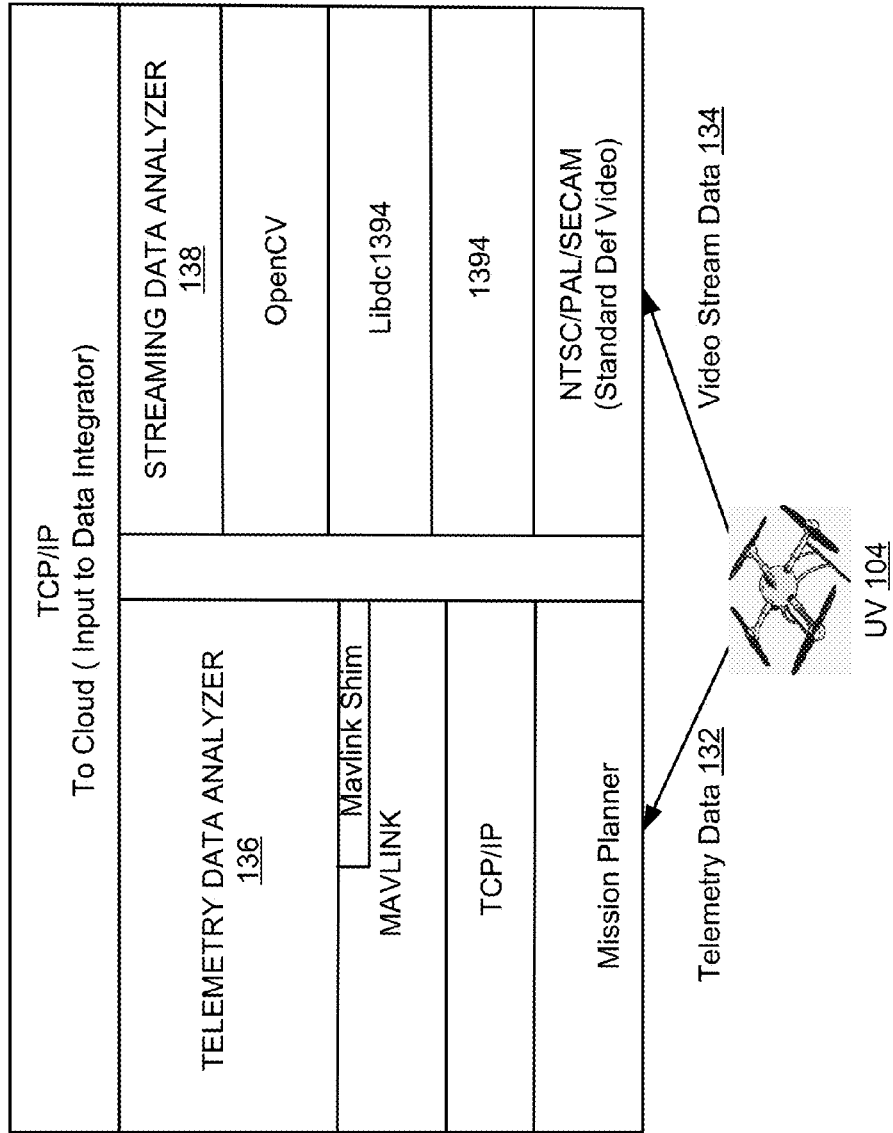 TCP/IP
To Cloud ( Input to Data Integrator)
TELEMETRY DATA ANALYZER
136
Mavlink Shim
MAVLINK
TCP/IP
Mission Planner
STREAMING DATA ANALYZER
138
OpenCV
Libdc1394
1394
NTSC/PAL/SECAM
(Standard Def Video)
Telemetry Data 132
Video Stream Data 134
UV 104